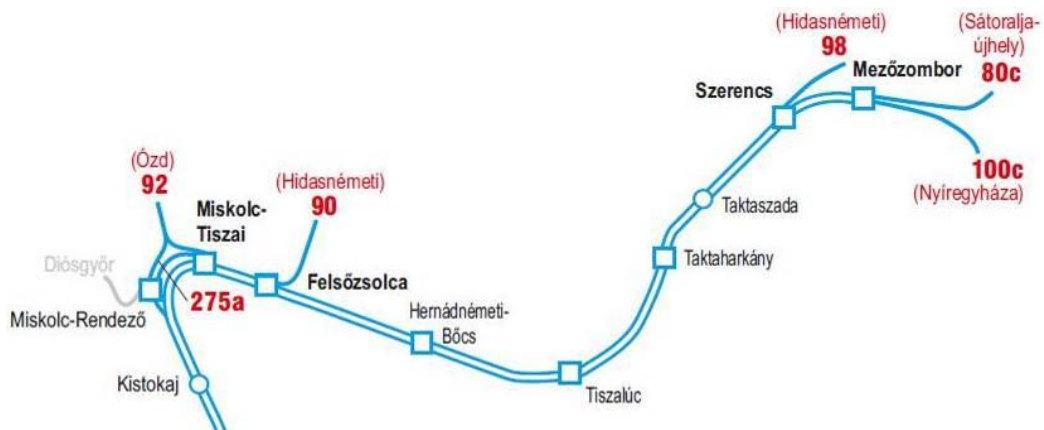 (Hidasnémeti)
98
(Sátoralja-
újhely)
80c
Mezőzombor
Szerencs
100c
(Nyíregyháza)
(Ózd)
92
(Hidasnémeti)
90
Miskolc-
Tiszai
Taktaszada
Diósgyőr
Taktaharkány
Felsőzsolca
275a
Miskolc-Rendező
Hernádnémeti-
Bőcs
Kistokaj
Tiszalúc